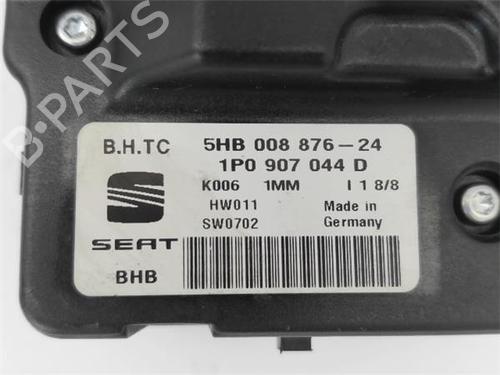 B.H.TC 5HB 008 876-24
1P0 907 044 D
K006 1MM I 1 8/8
HW011 Made in
SW0702 Germany
SEAT
BHB
B-PARTS